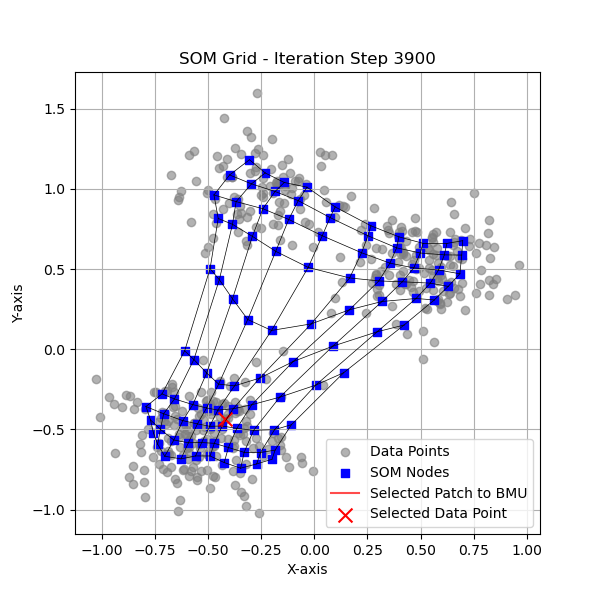 SOM Grid - Iteration Step 3900
Y-axis
1.5
1.0
0.5
0.0
−0.5
−1.0
Data Points
SOM Nodes
Selected Patch to BMU
Selected Data Point
−1.00 −0.75 −0.50 −0.25 0.00 0.25 0.50 0.75 1.00
X-axis